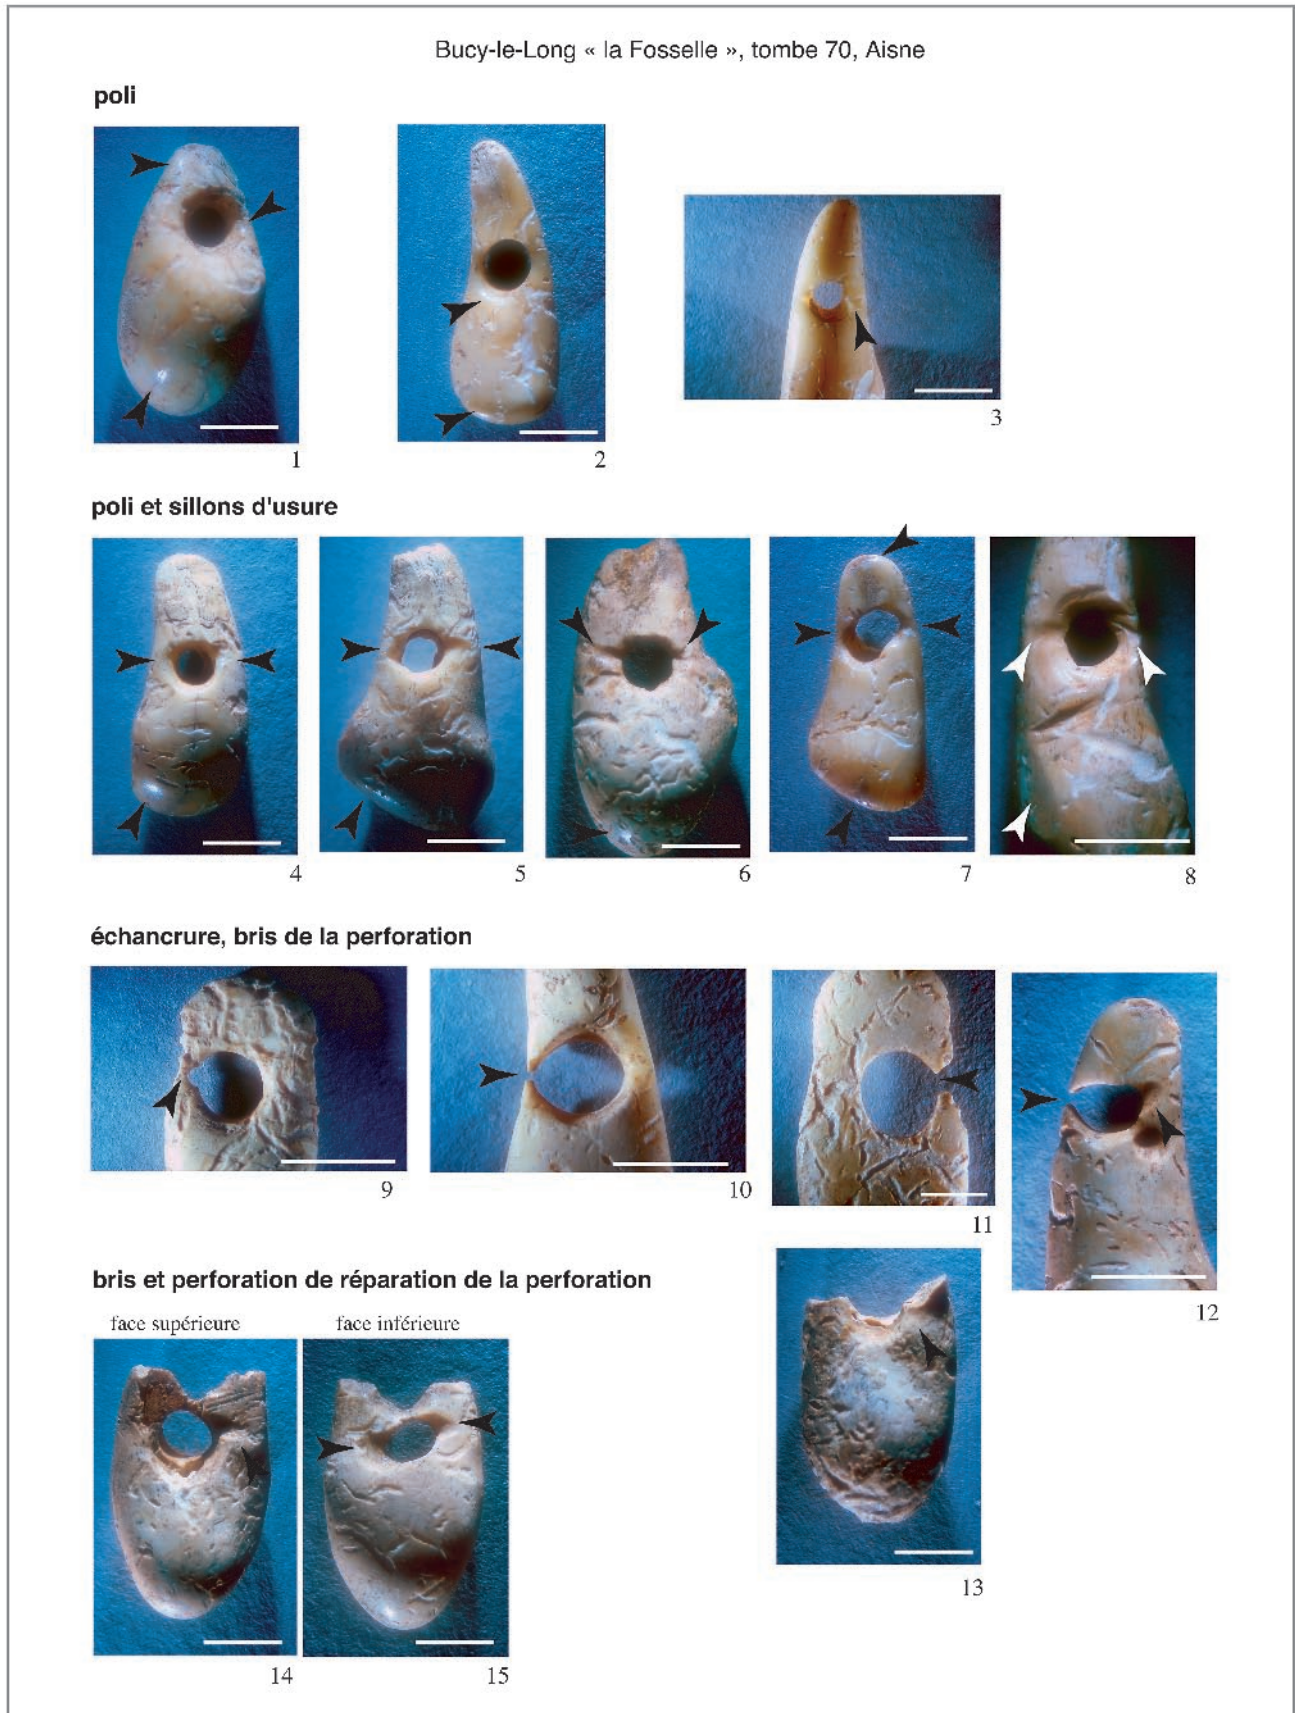 Bucy-le-Long « la Fosselle », tombe 70, Aisne
poli
1
2
3
poli et sillons d'usure
4
5
6
7
8
échancrure, bris de la perforation
9
10
11
12
bris et perforation de réparation de la perforation
face supérieure
face inférieure
13
14
15